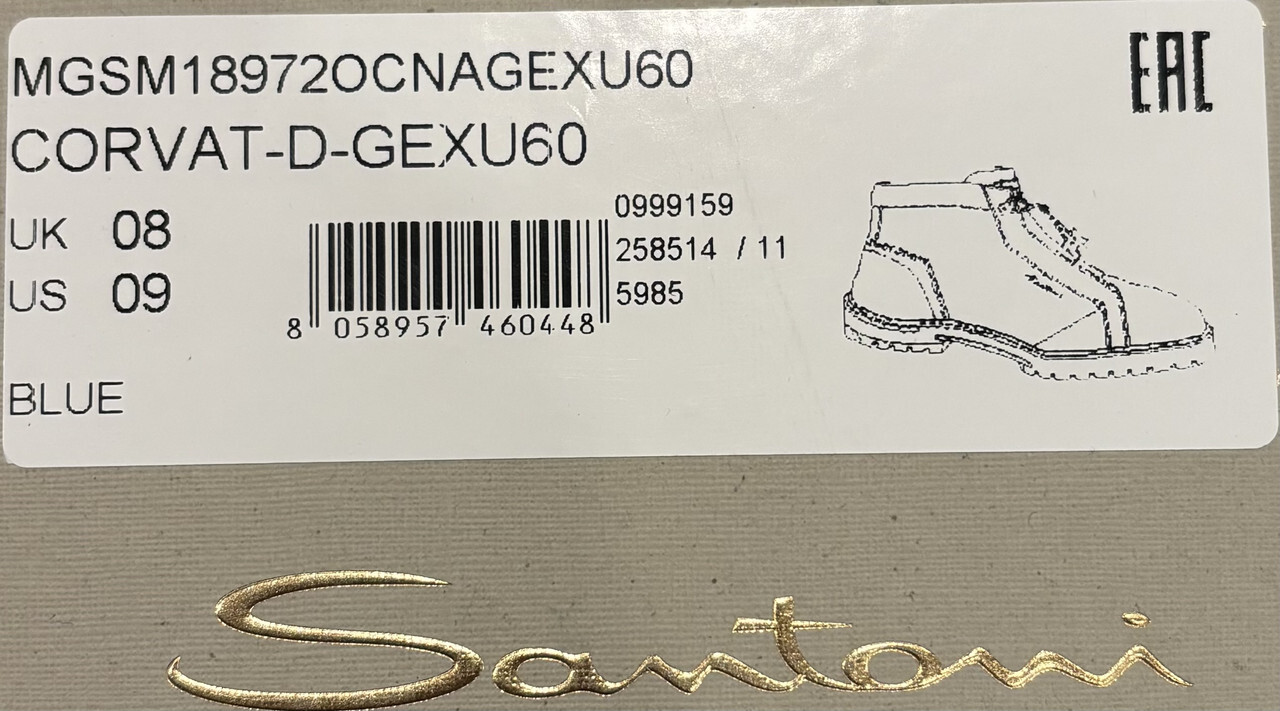 MGSM18972OCNAGEXU60
EAC
CORVAT-D-GEXU60
UK 08
US 09
0999159
258514 / 11
5985
8 058957 460448
BLUE
Santoni